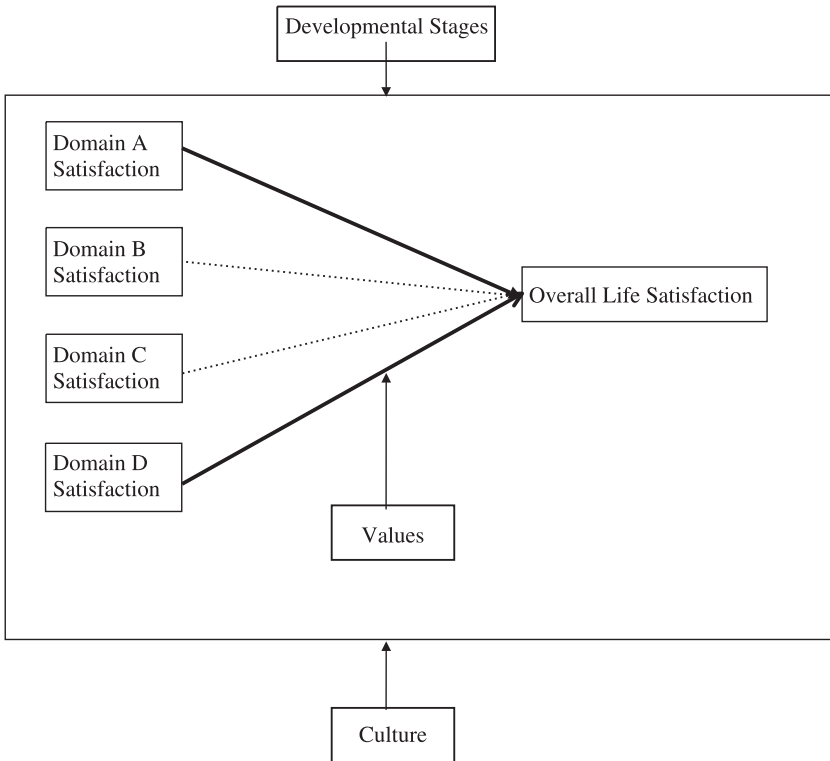 Developmental Stages
Domain A
Satisfaction
Domain B
Satisfaction
Overall Life Satisfaction
Domain C
Satisfaction
Domain D
Satisfaction
Values
Culture